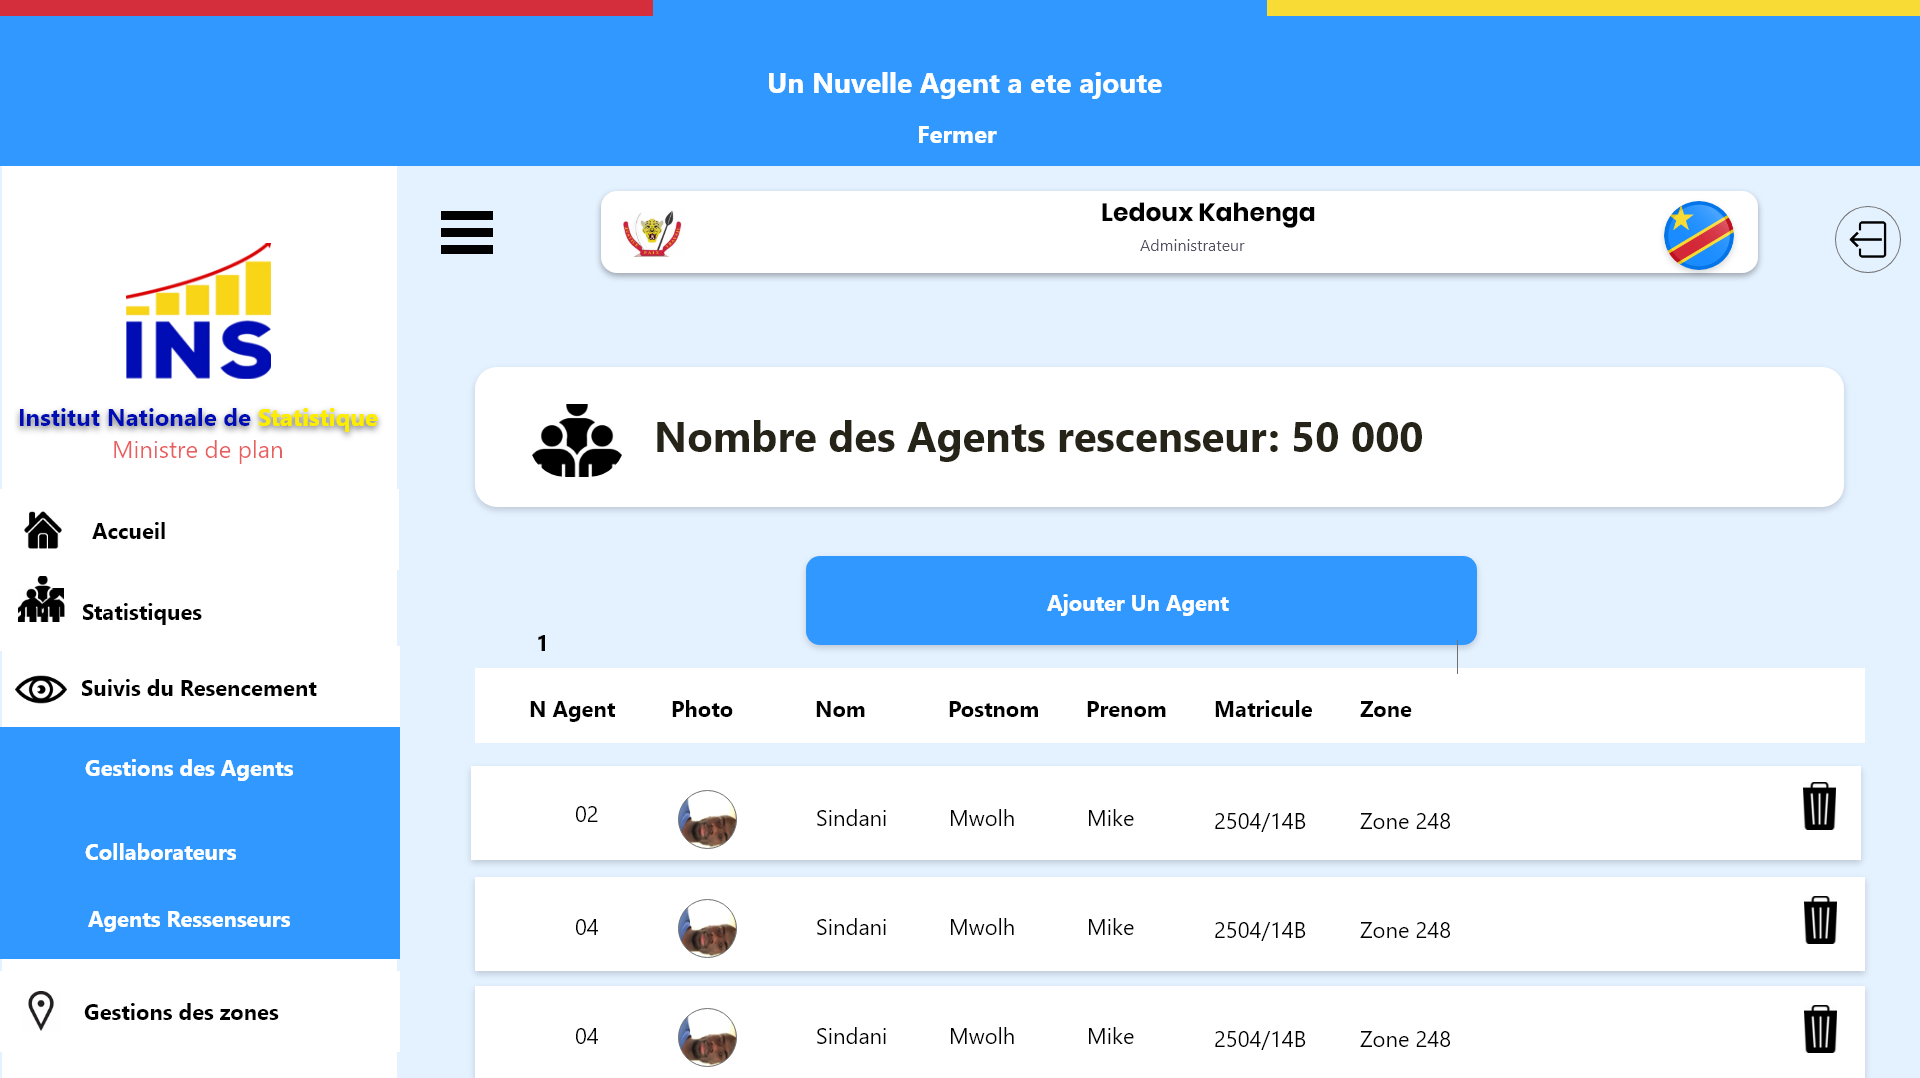 Un Nuvelle Agent a ete ajoute
Fermer
Ledoux Kahenga
Administrateur
INS
Institut Nationale de Statistique
Ministre de plan
Nombre des Agents rescenseur: 50 000
Accueil
Statistiques
Suivis du Resencement
Gestions des Agents
Collaborateurs
Agents Ressenseurs
Gestions des zones
Ajouter Un Agent
1
N Agent Photo Nom Postnom Prenom Matricule Zone
02 Sindani Mwolh Mike 2504/14B Zone 248
04 Sindani Mwolh Mike 2504/14B Zone 248
04 Sindani Mwolh Mike 2504/14B Zone 248